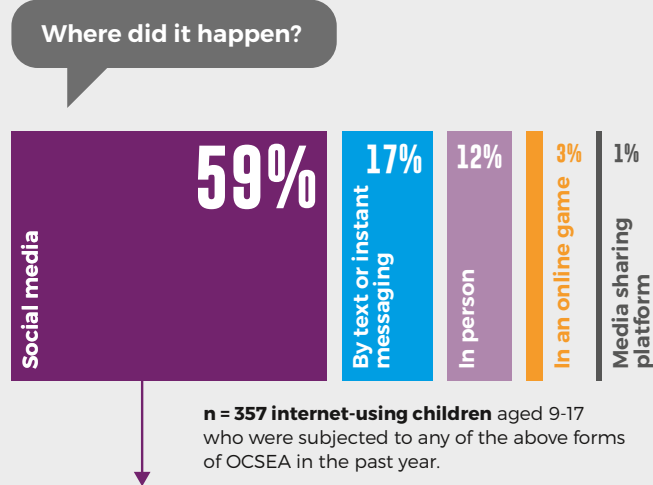 Where did it happen?
59%
Social media
17%
By text or instant
messaging
12%
In person
3%
In an online game
1%
Media sharing
platform
n = 357 internet-using children aged 9-17
who were subjected to any of the above forms
of OCSEA in the past year.